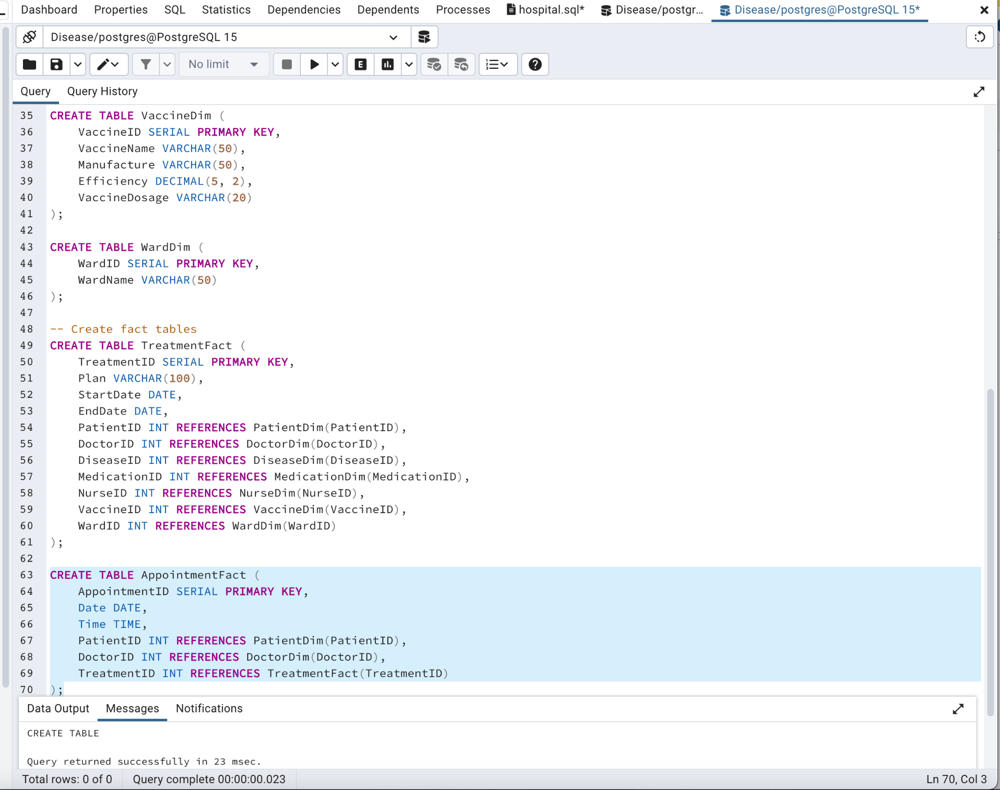 Dashboard Properties SQL Statistics Dependencies Dependents Processes hospital.sql* Disease/postgr... Disease/postgres@PostgreSQL 15*
Disease/postgres@PostgreSQL 15
No limit
E
Query Query History
35 CREATE TABLE VaccineDim (
36     VaccineID SERIAL PRIMARY KEY,
37     VaccineName VARCHAR(50),
38     Manufacture VARCHAR(50),
39     Efficiency DECIMAL(5, 2),
40     VaccineDosage VARCHAR(20)
41 );
42
43 CREATE TABLE WardDim (
44     WardID SERIAL PRIMARY KEY,
45     WardName VARCHAR(50)
46 );
47
48 -- Create fact tables
49 CREATE TABLE TreatmentFact (
50     TreatmentID SERIAL PRIMARY KEY,
51     Plan VARCHAR(100),
52     StartDate DATE,
53     EndDate DATE,
54     PatientID INT REFERENCES PatientDim(PatientID),
55     DoctorID INT REFERENCES DoctorDim(DoctorID),
56     DiseaseID INT REFERENCES DiseaseDim(DiseaseID),
57     MedicationID INT REFERENCES MedicationDim(MedicationID),
58     NurseID INT REFERENCES NurseDim(NurseID),
59     VaccineID INT REFERENCES VaccineDim(VaccineID),
60     WardID INT REFERENCES WardDim(WardID)
61 );
62
63 CREATE TABLE AppointmentFact (
64     AppointmentID SERIAL PRIMARY KEY,
65     Date DATE,
66     Time TIME,
67     PatientID INT REFERENCES PatientDim(PatientID),
68     DoctorID INT REFERENCES DoctorDim(DoctorID),
69     TreatmentID INT REFERENCES TreatmentFact(TreatmentID)
70 );
Data Output Messages Notifications
CREATE TABLE
Query returned successfully in 23 msec.
Total rows: 0 of 0 Query complete 00:00:00.023 Ln 70, Col 3